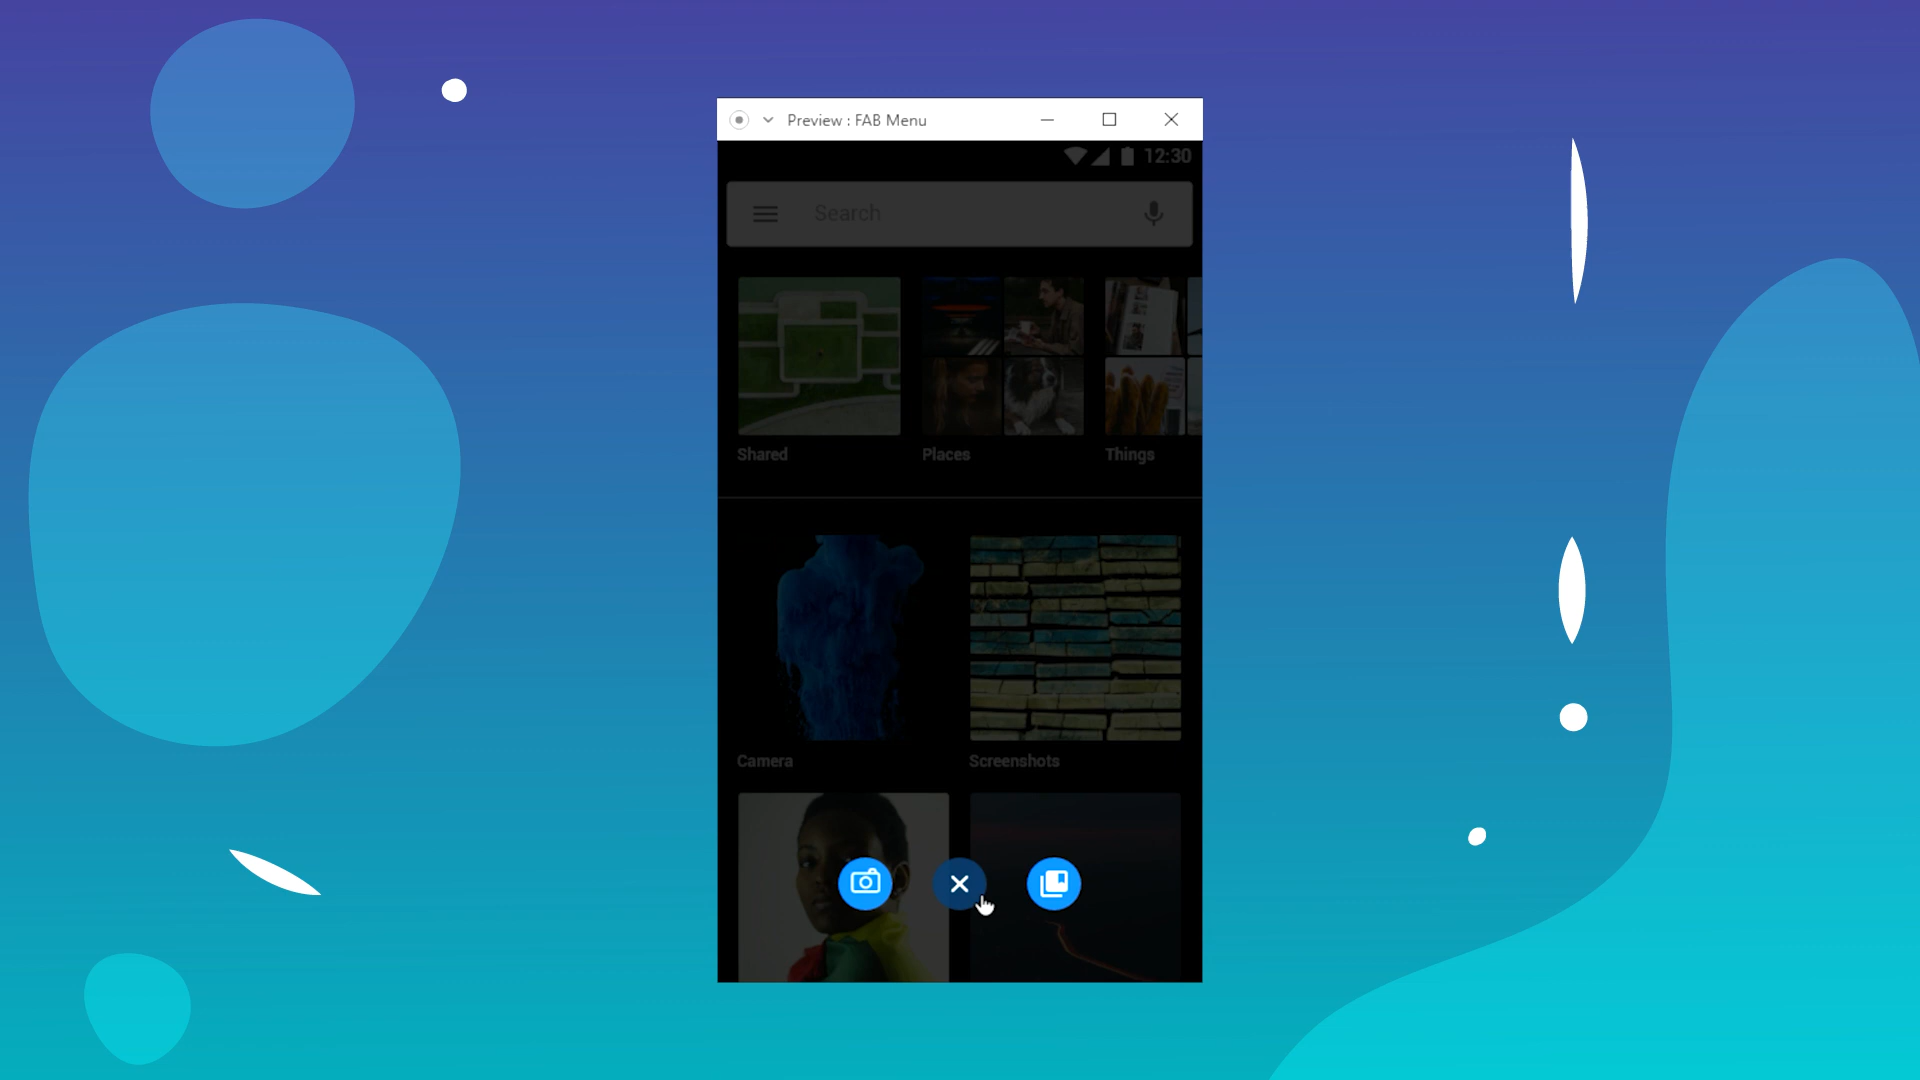 Preview : FAB Menu
12:30
Search
Shared
Places
Things
Camera
Screenshots